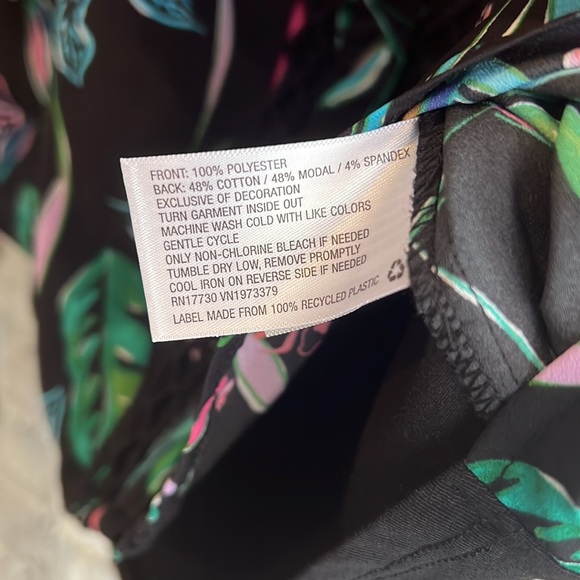 FRONT: 100% POLYESTER
BACK: 48% COTTON / 48% MODAL / 4% SPANDEX
EXCLUSIVE OF DECORATION
TURN GARMENT INSIDE OUT
MACHINE WASH COLD WITH LIKE COLORS
GENTLE CYCLE
ONLY NON-CHLORINE BLEACH IF NEEDED
TUMBLE DRY LOW, REMOVE PROMPTLY
COOL IRON ON REVERSE SIDE IF NEEDED
RN17730 VN1973379
LABEL MADE FROM 100% RECYCLED PLASTIC